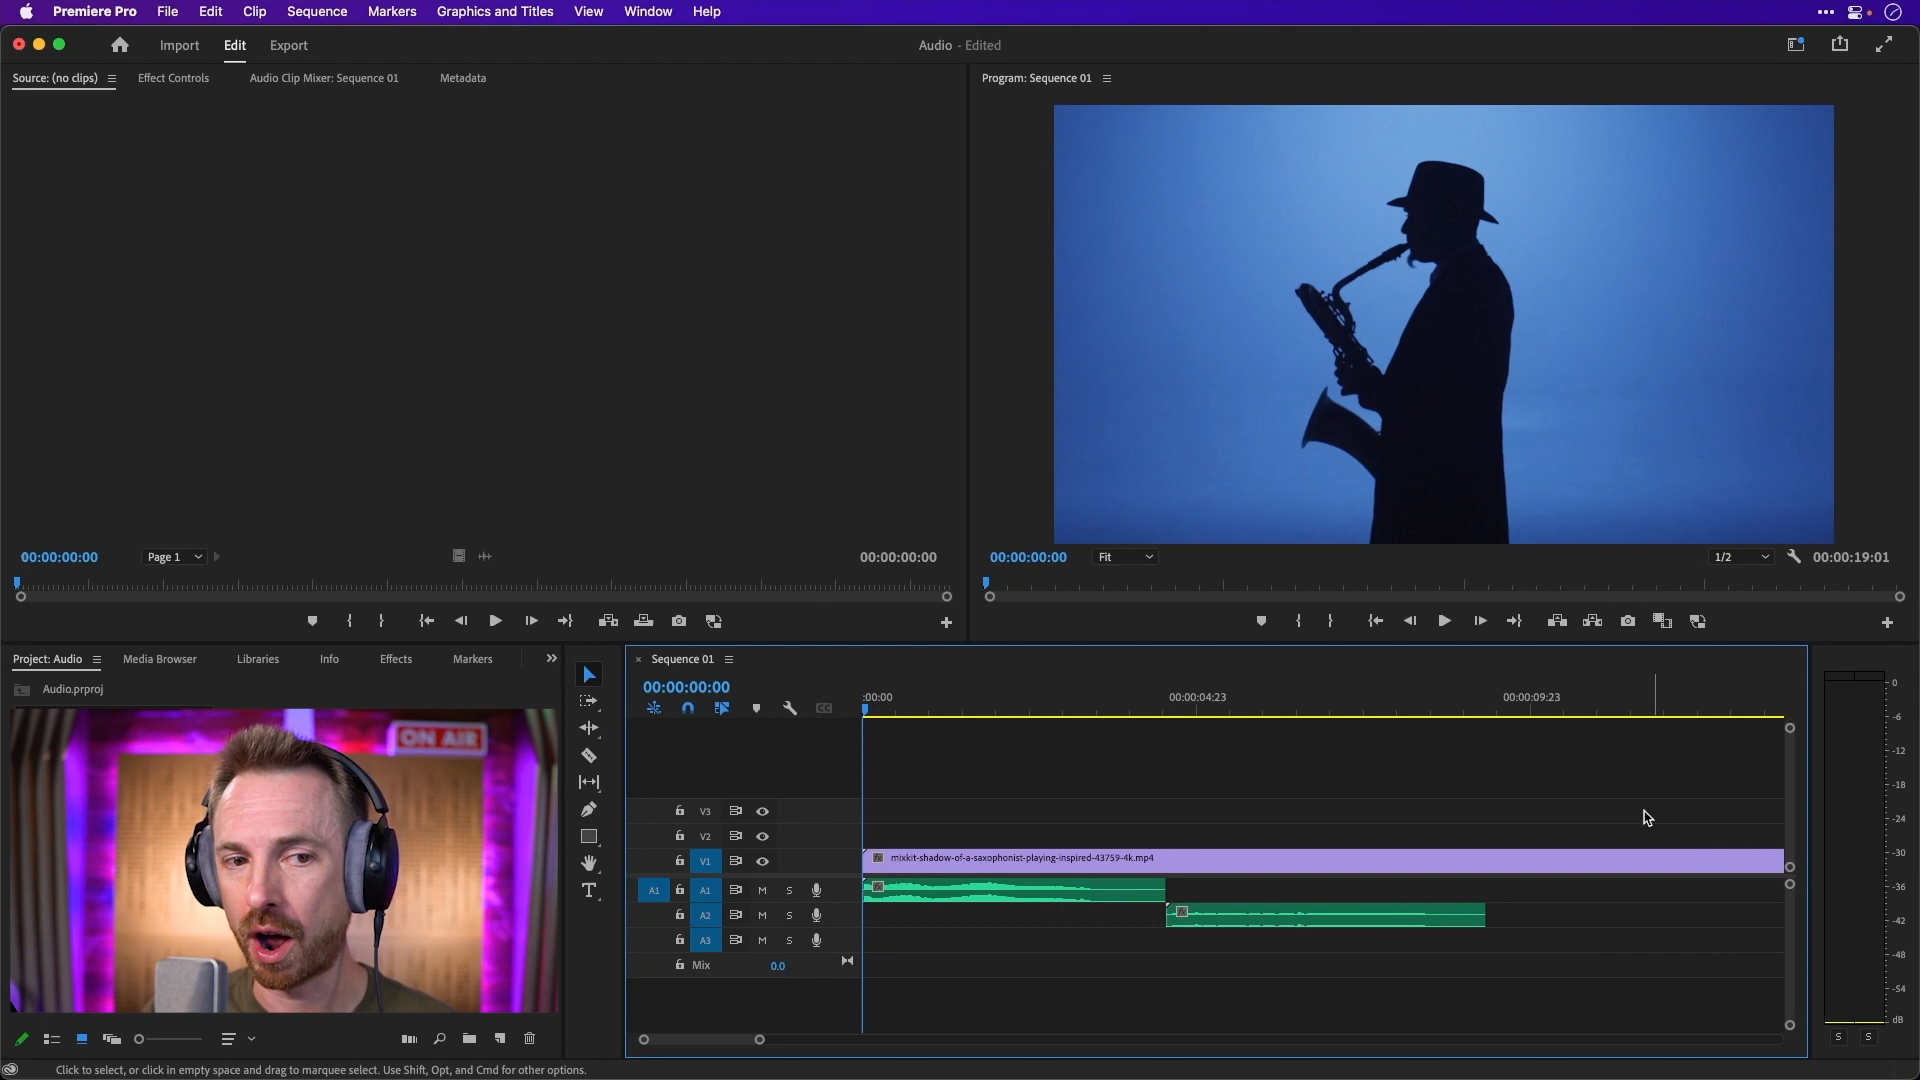 Premiere Pro File Edit Clip Sequence Markers Graphics and Titles View Window Help
Import Edit Export
Audio - Edited
Source: (no clips) Effect Controls Audio Clip Mixer: Sequence 01 Metadata
Program: Sequence 01
00:00:00:00 Page 1 00:00:00:00
00:00:00:00 Fit 1/2 00:00:19:01
Project: Audio Media Browser Libraries Info Effects Markers
Audio.prproj
ON AIR
× Sequence 01
00:00:00:00
:00:00 00:00:04:23 00:00:09:23
CC
V3
V2
V1 fx mixkit-shadow-of-a-saxophonist-playing-inspired-43759-4k.mp4
A1 A1 M S fx
A2 M S fx
A3 M S
Mix 0.0
0
-6
-12
-18
-24
-30
-36
-42
-48
-54
dB
S S
Click to select, or click in empty space and drag to marquee select. Use Shift, Opt, and Cmd for other options.